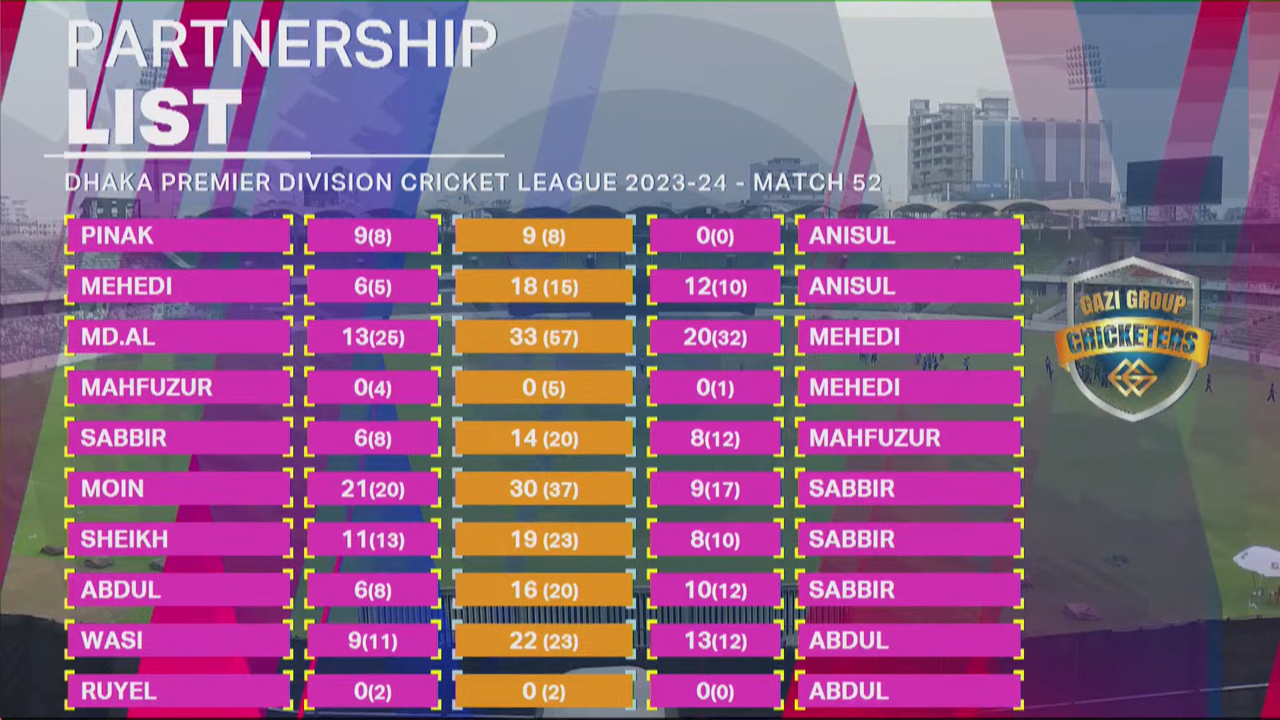 PARTNERSHIP
LIST
DHAKA PREMIER DIVISION CRICKET LEAGUE 2023-24 - MATCH 52
PINAK 9(8) 9 (8) 0(0) ANISUL
MEHEDI 6(5) 18 (15) 12(10) ANISUL
MD.AL 13(25) 33 (57) 20(32) MEHEDI
MAHFUZUR 0(4) 0 (5) 0(1) MEHEDI
SABBIR 6(8) 14 (20) 8(12) MAHFUZUR
MOIN 21(20) 30 (37) 9(17) SABBIR
SHEIKH 11(13) 19 (23) 8(10) SABBIR
ABDUL 6(8) 16 (20) 10(12) SABBIR
WASI 9(11) 22 (23) 13(12) ABDUL
RUYEL 0(2) 0 (2) 0(0) ABDUL
GAZI GROUP
CRICKETERS